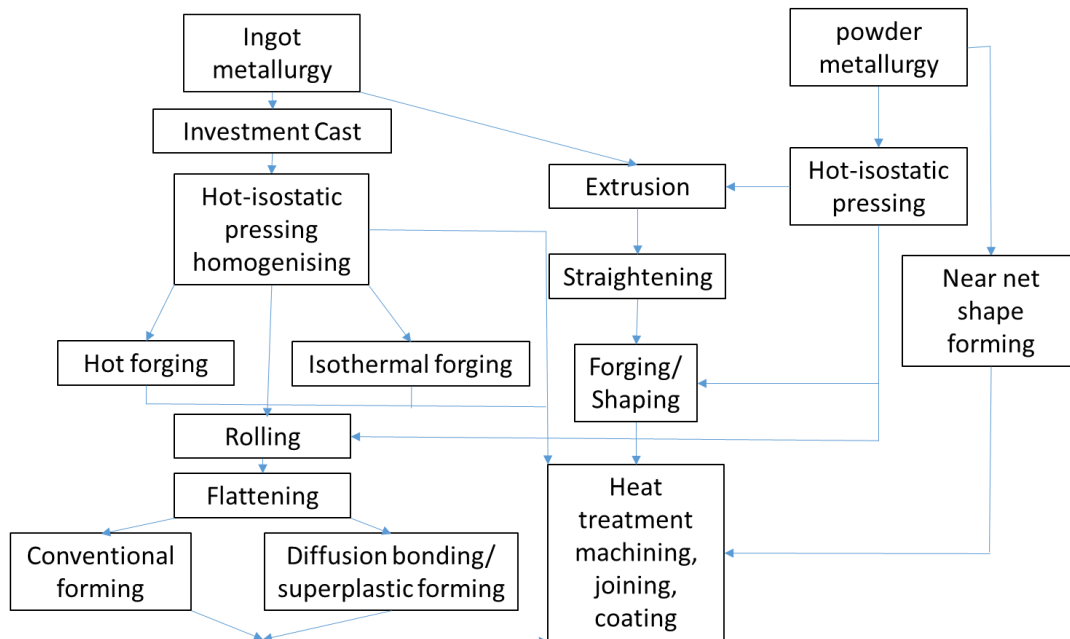 Ingot
metallurgy
powder
metallurgy
Investment Cast
Hot-isostatic
pressing
homogenising
Extrusion
Hot-isostatic
pressing
Straightening
Near net
shape
forming
Hot forging
Isothermal forging
Forging/
Shaping
Rolling
Flattening
Heat
treatment
machining,
joining,
coating
Conventional
forming
Diffusion bonding/
superplastic forming